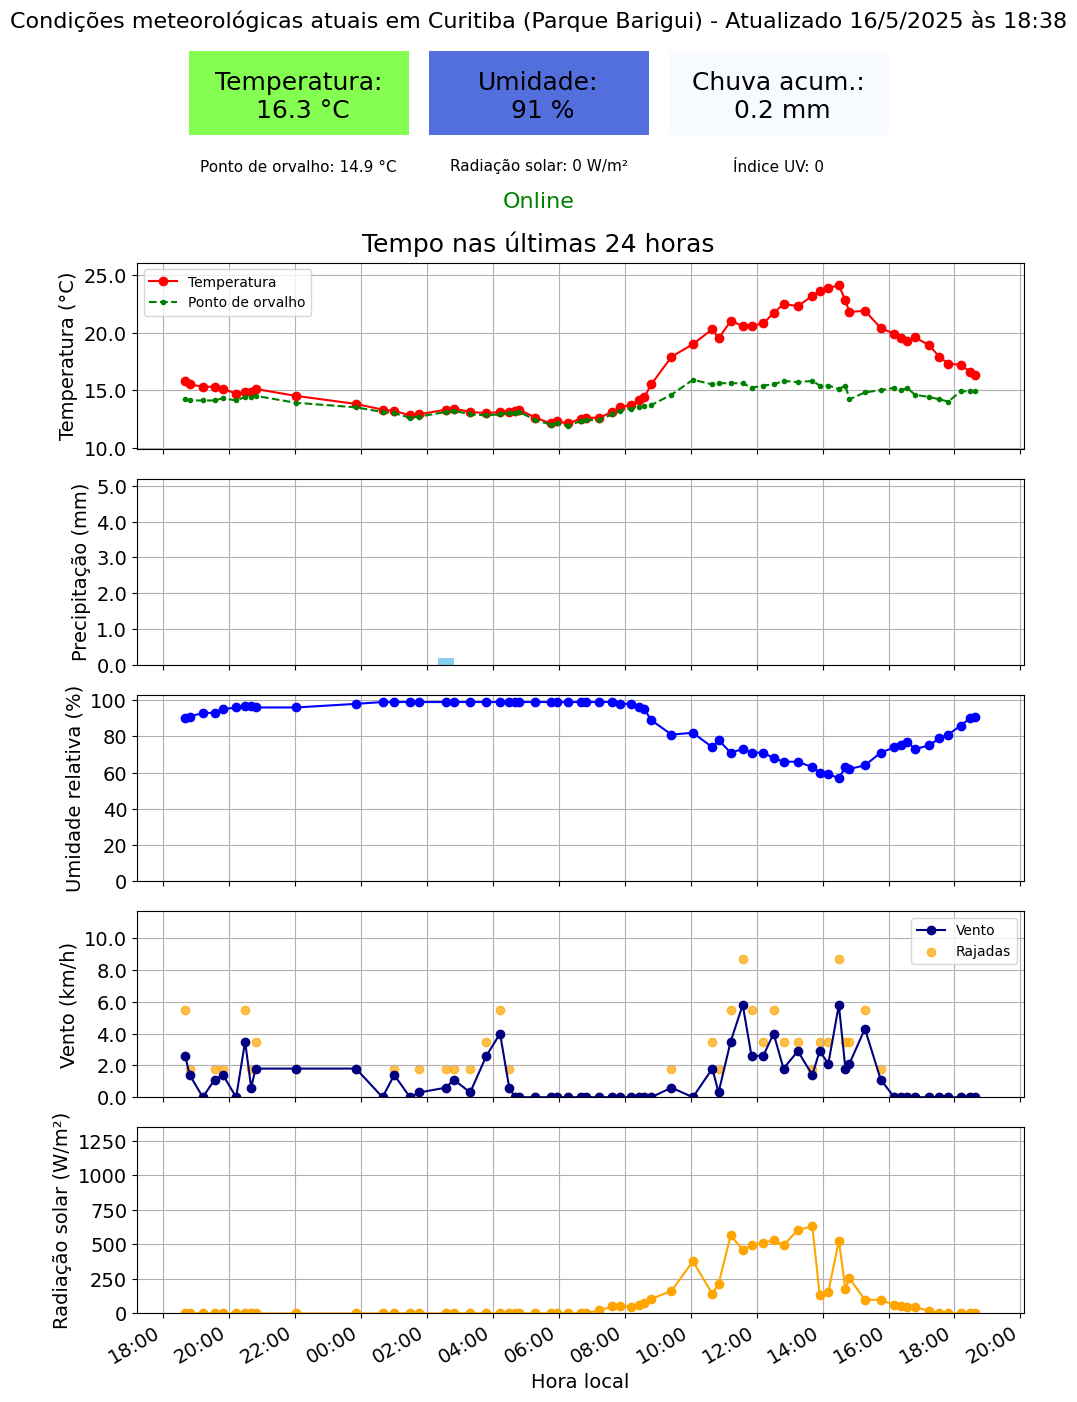 Condições meteorológicas atuais em Curitiba (Parque Barigui) - Atualizado 16/5/2025 às 18:38
Temperatura:
16.3 °C
Umidade:
91 %
Chuva acum.:
0.2 mm
Ponto de orvalho: 14.9 °C
Radiação solar: 0 W/m²
Índice UV: 0
Online
Tempo nas últimas 24 horas
Temperatura (°C)
25.0
20.0
15.0
10.0
Temperatura
Ponto de orvalho
Precipitação (mm)
5.0
4.0
3.0
2.0
1.0
0.0
Umidade relativa (%)
100
80
60
40
20
0
Vento (km/h)
10.0
8.0
6.0
4.0
2.0
0.0
Vento
Rajadas
Radiação solar (W/m²)
1250
1000
750
500
250
0
18:00
20:00
22:00
00:00
02:00
04:00
06:00
08:00
10:00
12:00
14:00
16:00
18:00
20:00
Hora local